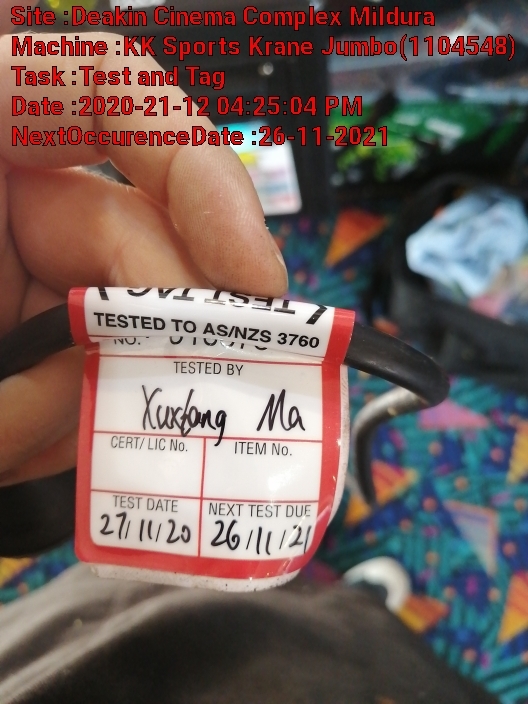 Site :Deakin Cinema Complex Mildura
Machine :KK Sports Krane Jumbo(1104548)
Task :Test and Tag
Date :2020-21-12 04:25:04 PM
NextOccurenceDate :26-11-2021
TEST TAG
TESTED TO AS/NZS 3760
NO.
TESTED BY
Xuxfang Ma
CERT/ LIC No. ITEM No.
TEST DATE NEXT TEST DUE
27/11/20 26/11/21